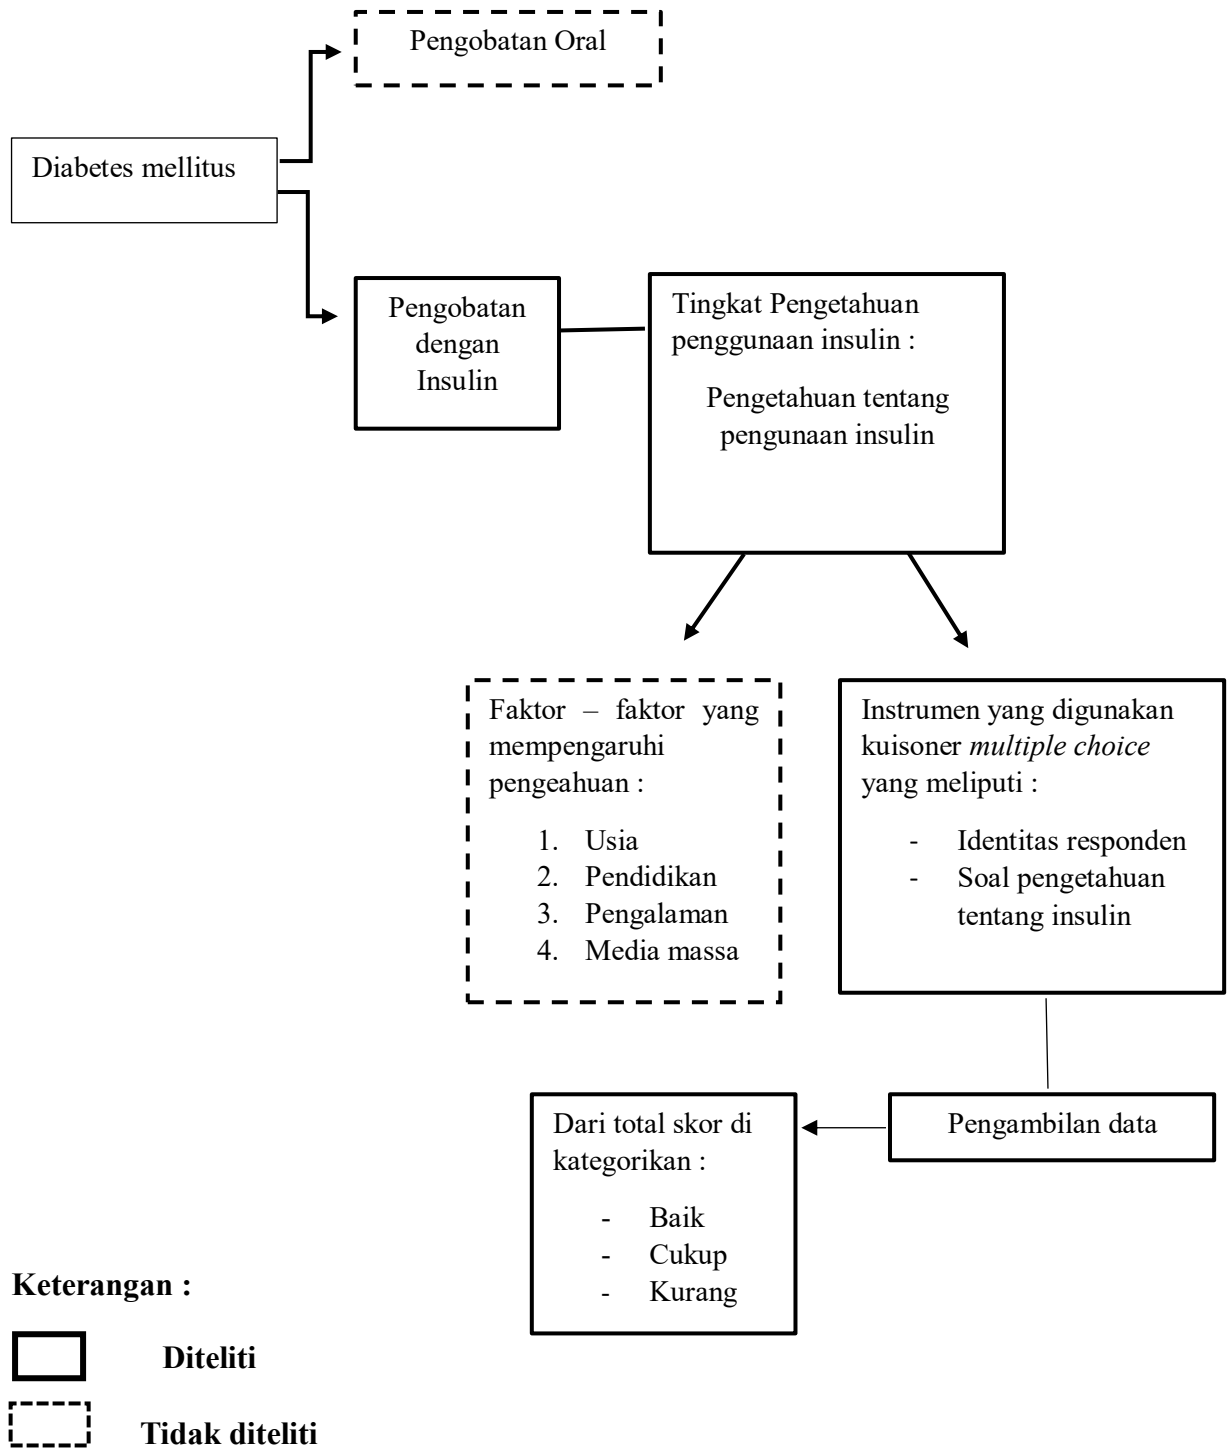 Pengobatan Oral
Diabetes mellitus
Pengobatan
dengan
Insulin
Tingkat Pengetahuan
penggunaan insulin :
Pengetahuan tentang
pengunaan insulin
Faktor – faktor yang
mempengaruhi
pengeahuan :
1. Usia
2. Pendidikan
3. Pengalaman
4. Media massa
Instrumen yang digunakan
kuisoner multiple choice
yang meliputi :
- Identitas responden
- Soal pengetahuan
tentang insulin
Pengambilan data
Dari total skor di
kategorikan :
- Baik
- Cukup
- Kurang
Keterangan :
Diteliti
Tidak diteliti